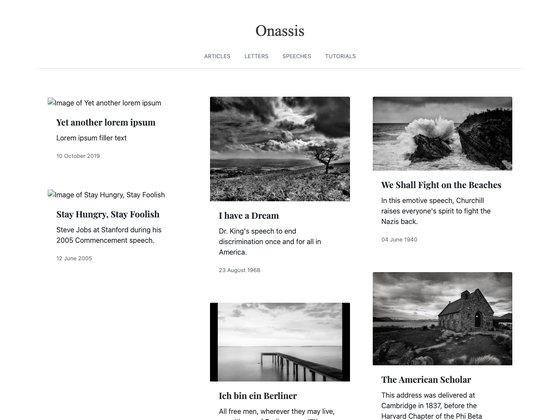 Onassis
ARTICLES LETTERS SPEECHES TUTORIALS
Image of Yet another lorem ipsum
Yet another lorem ipsum
Lorem ipsum filler text
10 October 2019
Image of Stay Hungry, Stay Foolish
Stay Hungry, Stay Foolish
Steve Jobs at Stanford during his
2005 Commencement speech.
12 June 2005
I have a Dream
Dr. King's speech to end
discrimination once and for all in
America.
23 August 1968
Ich bin ein Berliner
All free men, wherever they may live,
We Shall Fight on the Beaches
In this emotive speech, Churchill
raises everyone's spirit to fight the
Nazis back.
04 June 1940
The American Scholar
This address was delivered at
Cambridge in 1837, before the
Harvard Chapter of the Phi Beta